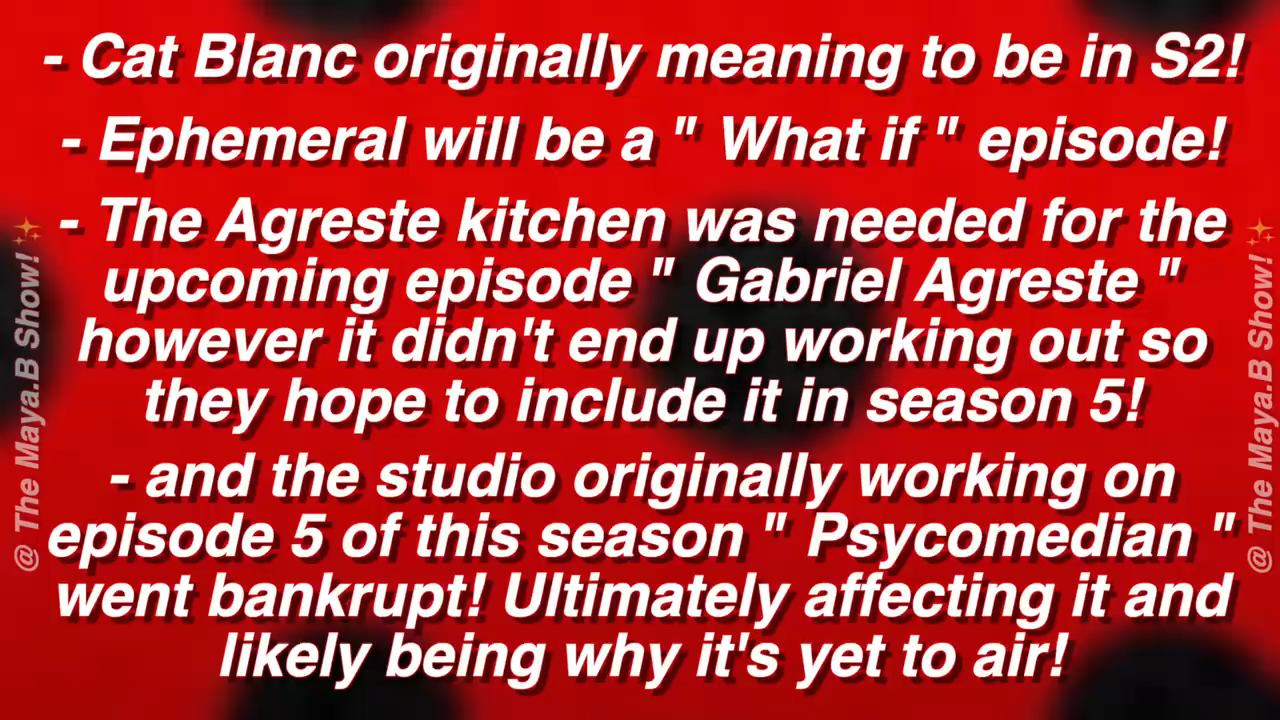 - Cat Blanc originally meaning to be in S2!
- Ephemeral will be a " What if " episode!
- The Agreste kitchen was needed for the
upcoming episode " Gabriel Agreste "
however it didn't end up working out so
they hope to include it in season 5!
- and the studio originally working on
episode 5 of this season " Psycomedian "
went bankrupt! Ultimately affecting it and
likely being why it's yet to air!
@ The Maya.B Show!✨
@ The Maya.B Show!✨